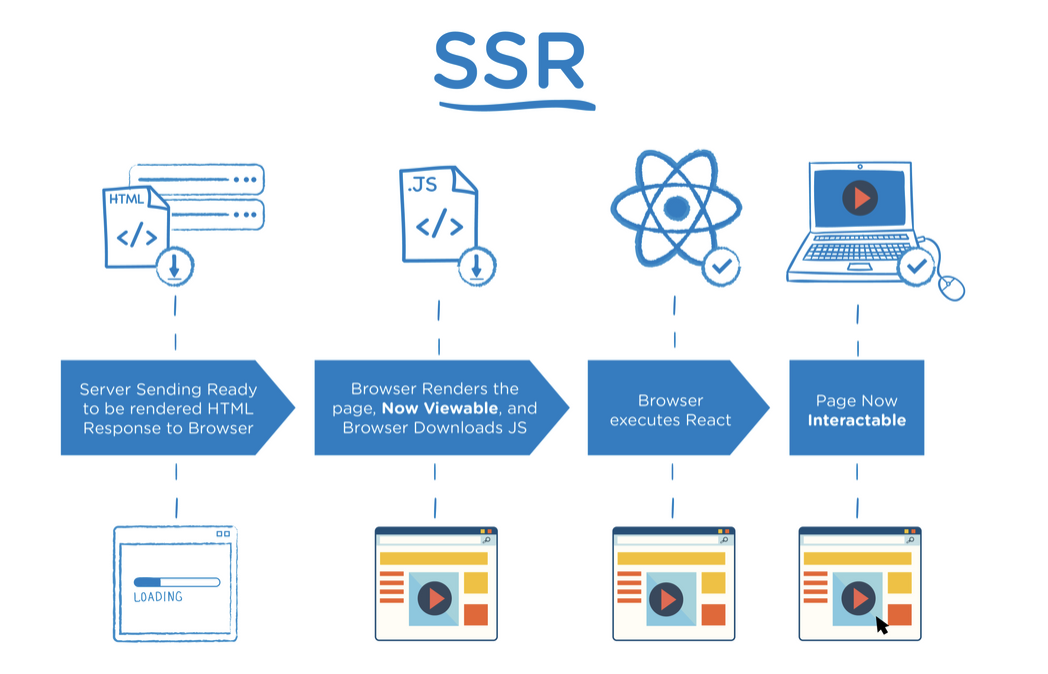 SSR
HTML
</>
.JS
</>
Server Sending Ready
to be rendered HTML
Response to Browser
Browser Renders the
page, Now Viewable, and
Browser Downloads JS
Browser
executes React
Page Now
Interactable
LOADING